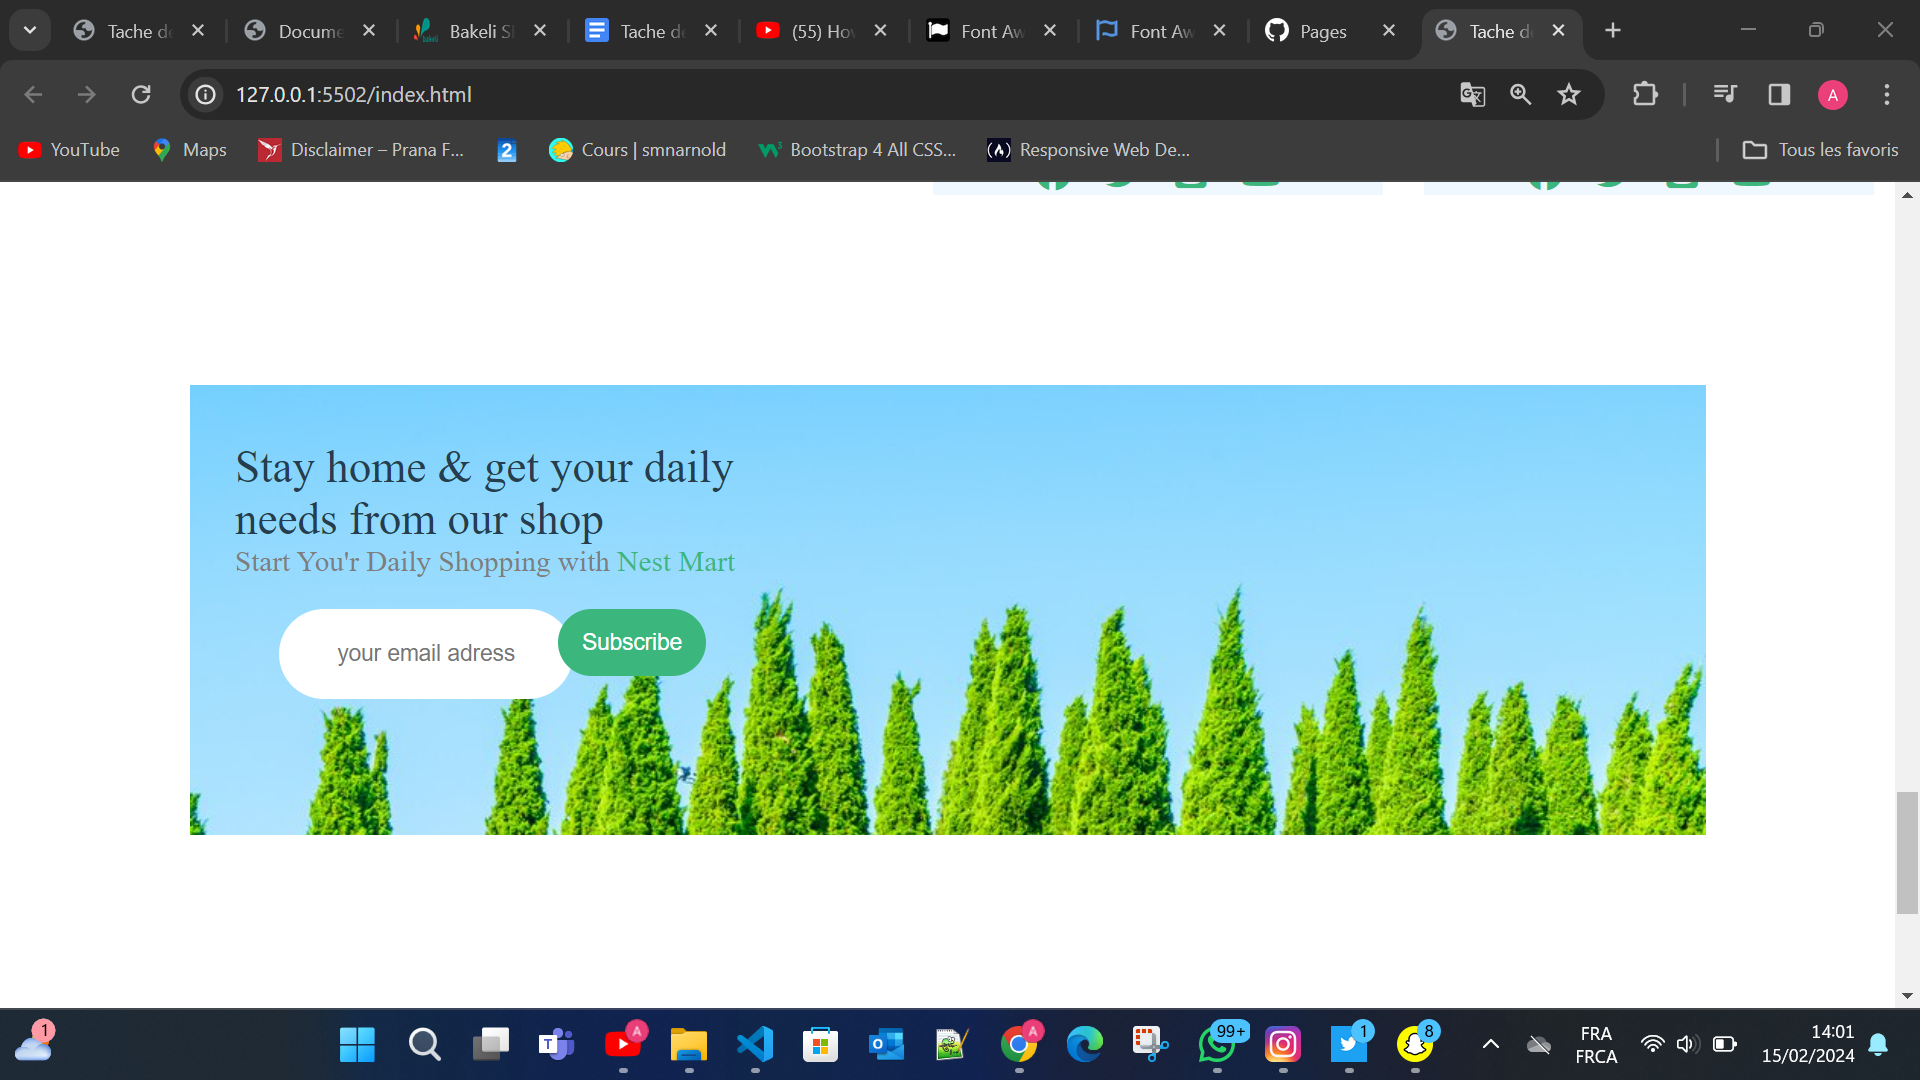 Tache de
Docume
Bakeli S
Tache de
(55) Ho
Font Aw
Font Aw
Pages
Tache de
127.0.0.1:5502/index.html
A
YouTube
Maps
Disclaimer – Prana F...
2
Cours | smnarnold
Bootstrap 4 All CSS...
Responsive Web De...
Tous les favoris
Stay home & get your daily
needs from our shop
Start You'r Daily Shopping with Nest Mart
your email adress
Subscribe
1
A
A
99+
1
8
FRA
FRCA
14:01
15/02/2024